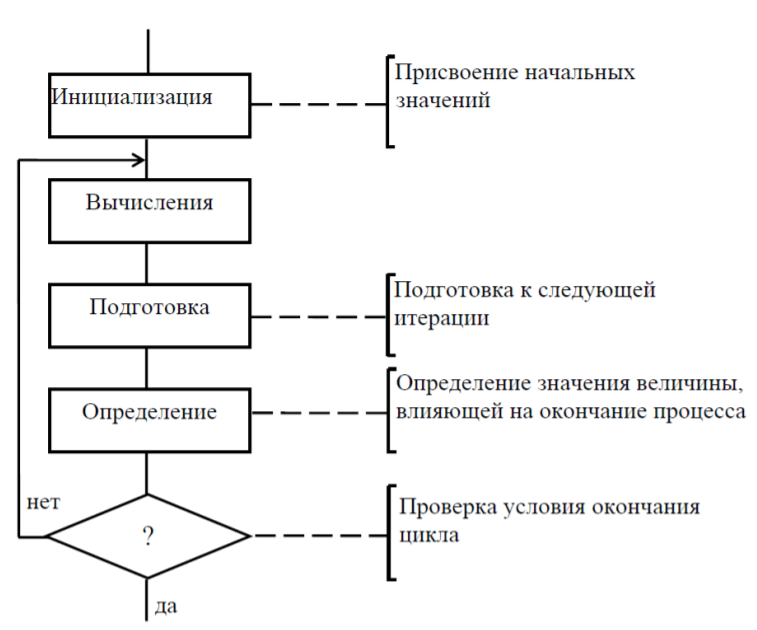 Инициализация
Присвоение начальных
значений
Вычисления
Подготовка
Подготовка к следующей
итерации
Определение
Определение значения величины,
влияющей на окончание процесса
нет
?
Проверка условия окончания
цикла
да